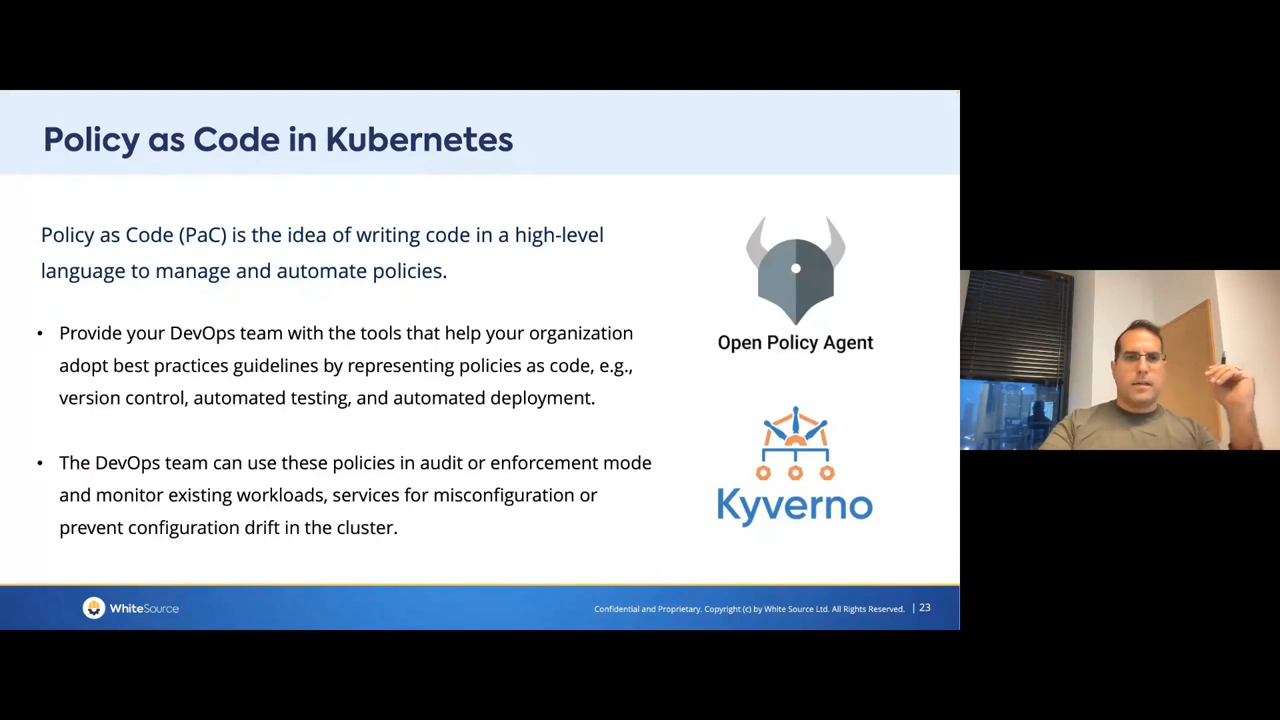 Policy as Code in Kubernetes
Policy as Code (PaC) is the idea of writing code in a high-level
language to manage and automate policies.
• Provide your DevOps team with the tools that help your organization
adopt best practices guidelines by representing policies as code, e.g.,
version control, automated testing, and automated deployment.
• The DevOps team can use these policies in audit or enforcement mode
and monitor existing workloads, services for misconfiguration or
prevent configuration drift in the cluster.
Open Policy Agent
Kyverno
WhiteSource
Confidential and Proprietary. Copyright (c) by White Source Ltd. All Rights Reserved. | 23